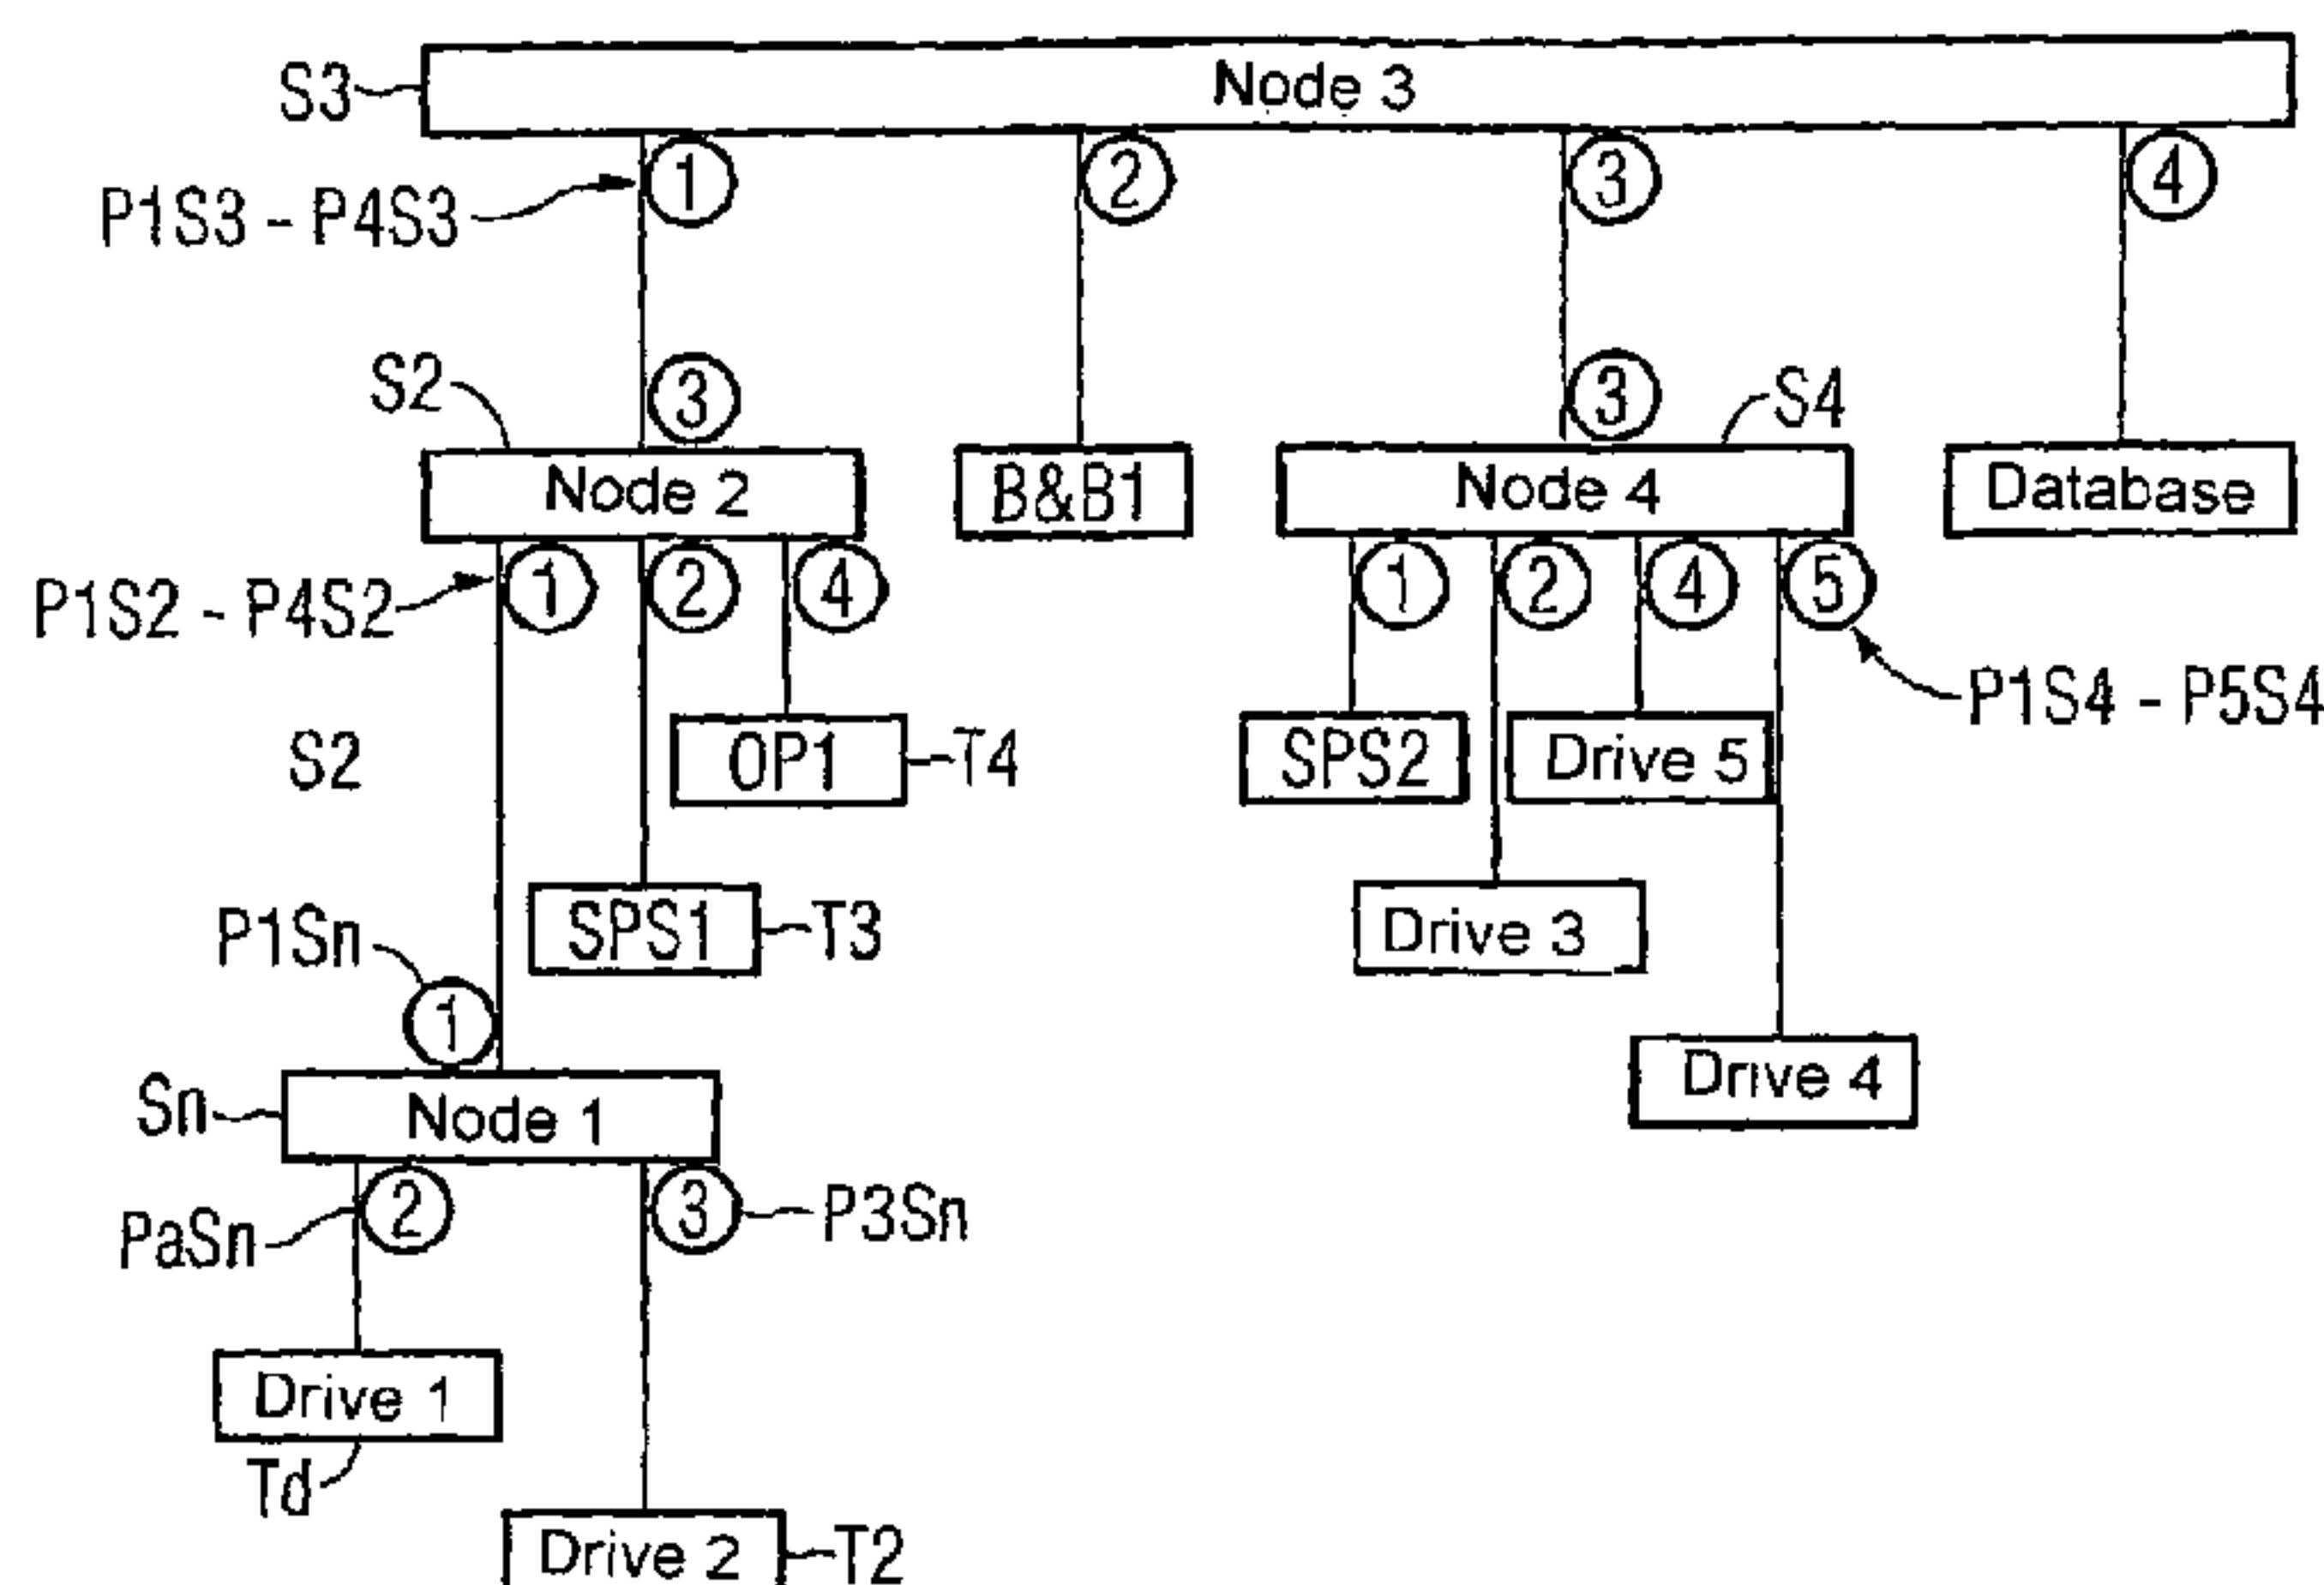 S3
Node 3
1
2
3
4
P1S3 - P4S3
3
3
S2
S4
Node 2
B&B1
Node 4
Database
1
2
4
1
2
4
5
P1S2 - P4S2
P1S4 - P5S4
S2
OP1
T4
SPS2
Drive 5
P1Sn
SPS1
T3
Drive 3
1
Sn
Node 1
Drive 4
PaSn
2
3
P3Sn
Drive 1
Td
Drive 2
T2